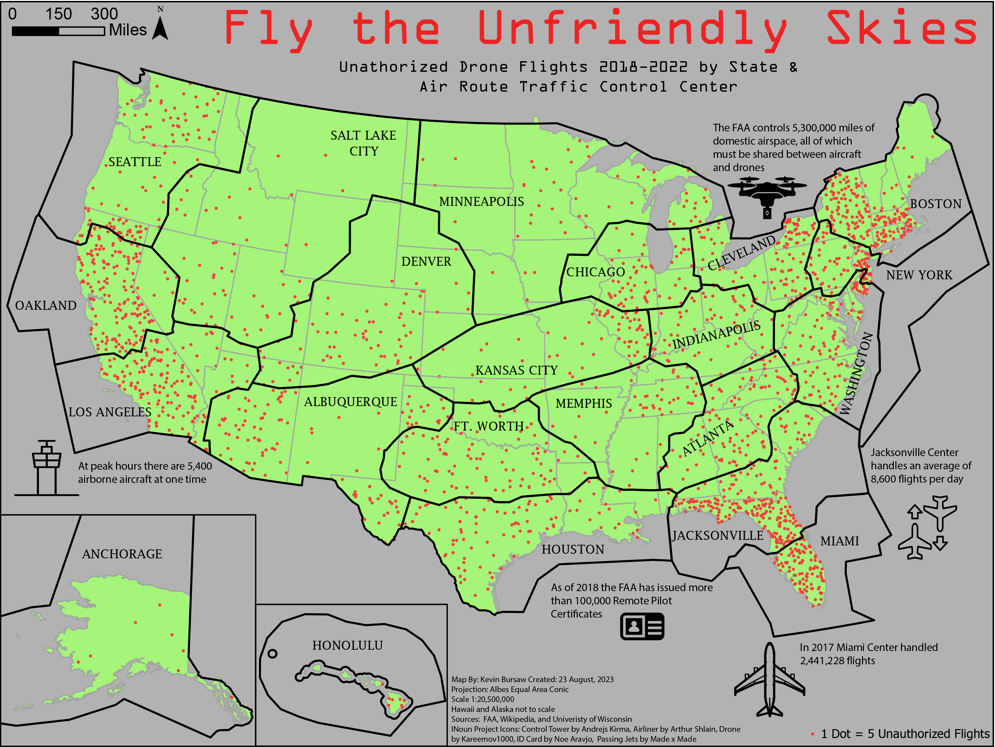 0 150 300
Miles
N
Fly the Unfriendly Skies
Unathorized Drone Flights 2018-2022 by State &
Air Route Traffic Control Center
The FAA controls 5,300,000 miles of
domestic airspace, all of which
must be shared between aircraft
and drones
SEATTLE
SALT LAKE
CITY
MINNEAPOLIS
BOSTON
DENVER
CHICAGO
CLEVELAND
NEW YORK
OAKLAND
INDIANAPOLIS
KANSAS CITY
WASHINGTON
LOS ANGELES
ALBUQUERQUE
MEMPHIS
FT. WORTH
ATLANTA
At peak hours there are 5,400
airborne aircraft at one time
Jacksonville Center
handles an average of
8,600 flights per day
HOUSTON
JACKSONVILLE
MIAMI
ANCHORAGE
As of 2018 the FAA has issued more
than 100,000 Remote Pilot
Certificates
HONOLULU
In 2017 Miami Center handled
2,441,228 flights
Map By: Kevin Bursaw Created: 23 August, 2023
Projection: Albes Equal Area Conic
Scale 1:20,500,000
Hawaii and Alaska not to scale
Sources: FAA, Wikipedia, and Univeristy of Wisconsin
INoun Project Icons: Control Tower by Andrejs Kirma, Airliner by Arthur Shlain, Drone
by Kareemov1000, ID Card by Noe Aravjo, Passing Jets by Made x Made
1 Dot = 5 Unauthorized Flights